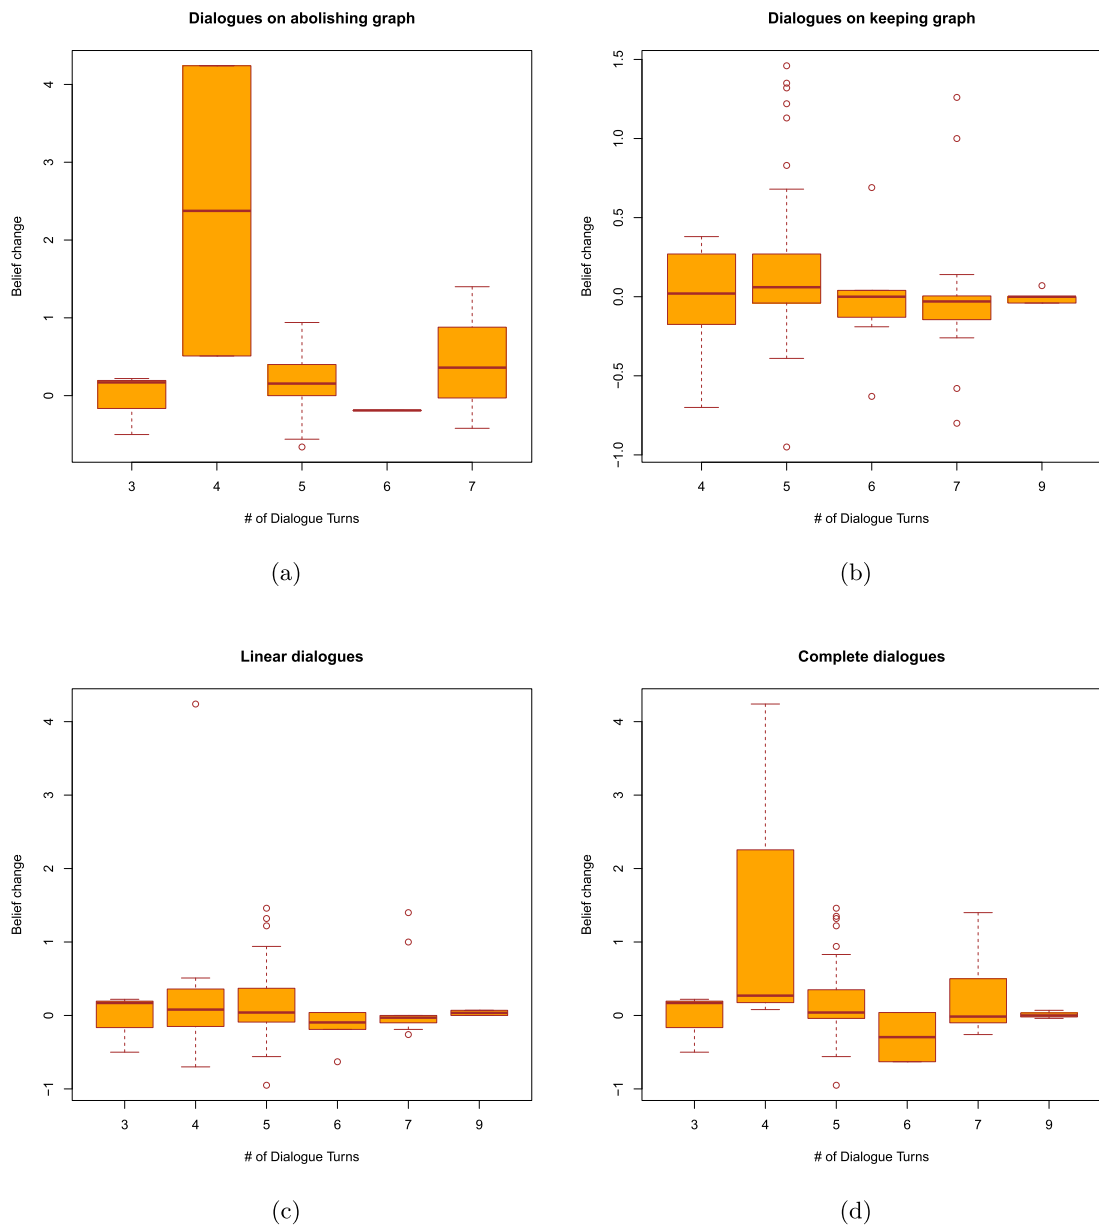 Dialogues on abolishing graph
Belief change
4
3
2
1
0
3 4 5 6 7
# of Dialogue Turns
(a)
Dialogues on keeping graph
Belief change
1.5
1.0
0.5
0.0
−0.5
−1.0
4 5 6 7 9
# of Dialogue Turns
(b)
Linear dialogues
Belief change
4
3
2
1
0
−1
3 4 5 6 7 9
# of Dialogue Turns
(c)
Complete dialogues
Belief change
4
3
2
1
0
−1
3 4 5 6 7 9
# of Dialogue Turns
(d)